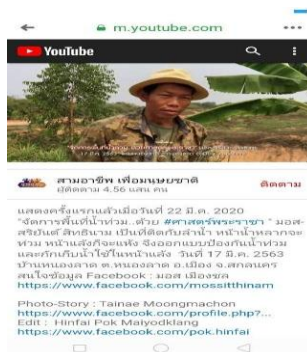 m.youtube.com
YouTube
สามอาชีพ เพื่อมนุษยชาติ
ผู้ติดตาม 4.56 แสน คน
ติดตาม
แสดงครั้งแรกแล้วเมื่อวันที่ 22 มี.ค. 2020
"จัดการพื้นที่น้ำท่วม..ด้วย #ศาสตร์พระราชา " มอส-
สริยันต์ สิทธินาม เป็นที่ติดกับลำน้ำ หน้าน้ำหลากจะ
ท่วม หน้าแล้งก็จะแห้ง จึงออกแบบป้องกันน้ำท่วม
และกักเก็บน้ำใช้ในหน้าแล้ง วันที่ 17 มี.ค. 2563
บ้านหนองลาด ต.หนองลาด อ.เมือง จ.สกลนคร
สนใจข้อมูล Facebook : มอส เมืองชล
https://www.facebook.com/mossitthinam
Photo-Story : Tainae Moongmachon
https://www.facebook.com/profile.php?...
Edit : Hinfai Pok Maiyodklang
https://www.facebook.com/pok.hinfai